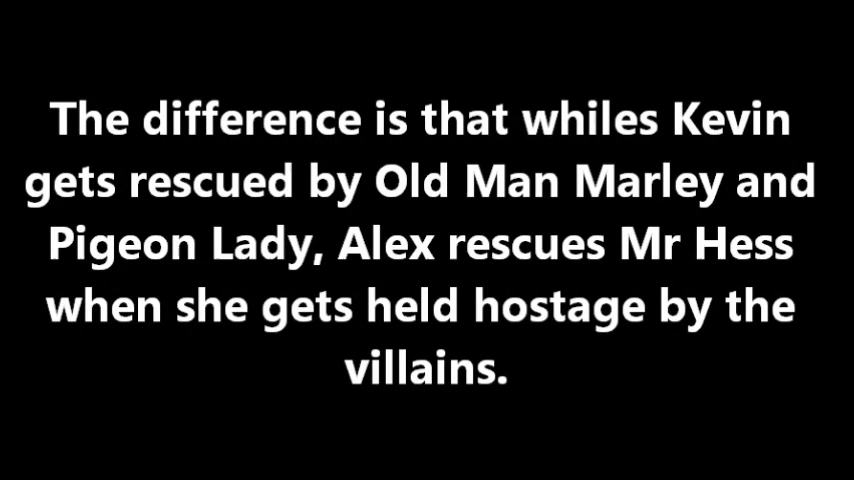 The difference is that whiles Kevin
gets rescued by Old Man Marley and
Pigeon Lady, Alex rescues Mr Hess
when she gets held hostage by the
villains.